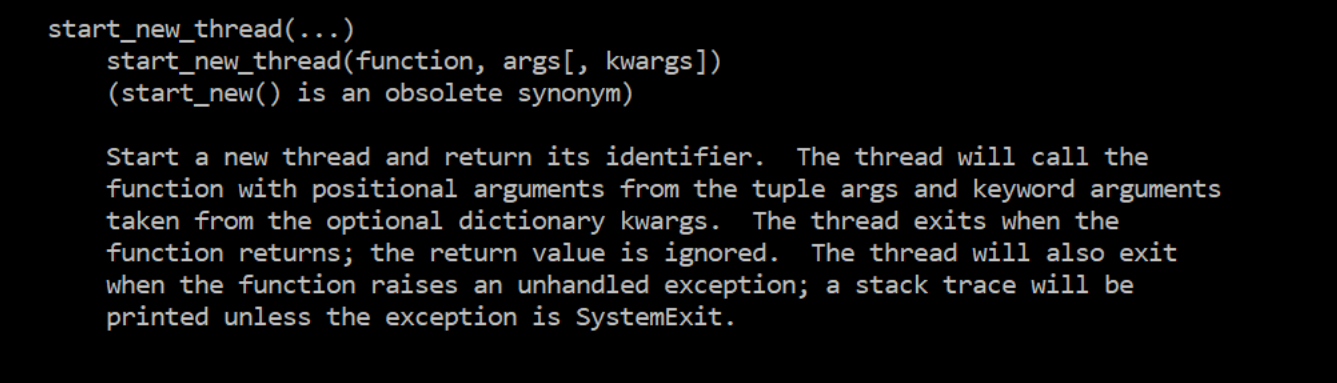 start_new_thread(...)
start_new_thread(function, args[, kwargs])
(start_new() is an obsolete synonym)
Start a new thread and return its identifier.  The thread will call the
function with positional arguments from the tuple args and keyword arguments
taken from the optional dictionary kwargs.  The thread exits when the
function returns; the return value is ignored.  The thread will also exit
when the function raises an unhandled exception; a stack trace will be
printed unless the exception is SystemExit.